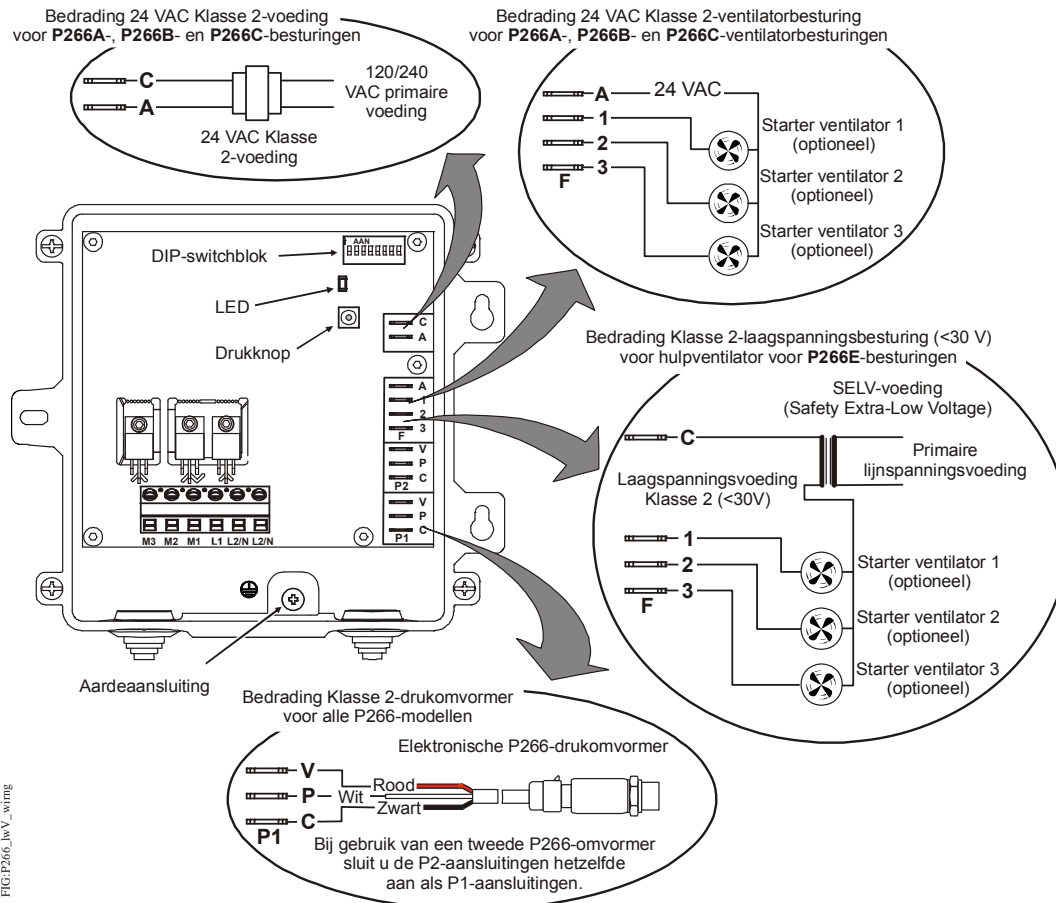 Bedrading 24 VAC Klasse 2-voeding
voor P266A-, P266B- en P266C-besturingen
C
A
120/240
VAC primaire
voeding
24 VAC Klasse
2-voeding
Bedrading 24 VAC Klasse 2-ventilatorbesturing
voor P266A-, P266B- en P266C-ventilatorbesturingen
A
24 VAC
1
2
3
F
Starter ventilator 1
(optioneel)
Starter ventilator 2
(optioneel)
Starter ventilator 3
(optioneel)
DIP-switchblok
AAN
LED
Drukknop
C
A
A
1
2
3
F
V
P
C
P2
V
P
C
P1
M3 M2 M1 L1 L2/N L2/N
Aardeaansluiting
Bedrading Klasse 2-laagspanningsbesturing (<30 V)
voor hulpventilator voor P266E-besturingen
SELV-voeding
(Safety Extra-Low Voltage)
C
Primaire
lijnspanningsvoeding
Laagspanningsvoeding
Klasse 2 (<30V)
1
2
3
F
Starter ventilator 1
(optioneel)
Starter ventilator 2
(optioneel)
Starter ventilator 3
(optioneel)
Bedrading Klasse 2-drukomvormer
voor alle P266-modellen
Elektronische P266-drukomvormer
V
Rood
P
Wit
Zwart
C
P1
Bij gebruik van een tweede P266-omvormer
sluit u de P2-aansluitingen hetzelfde
aan als P1-aansluitingen.
FIG:P266_lwV_wirng